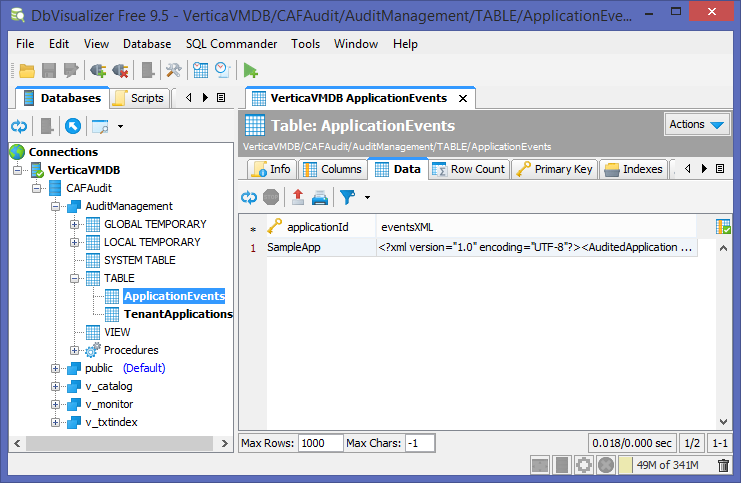 DbVisualizer Free 9.5 - VerticaVMDB/CAFAudit/AuditManagement/TABLE/ApplicationEve...
File Edit View Database SQL Commander Tools Window Help
Databases Scripts
VerticaVMDB ApplicationEvents
Table: ApplicationEvents
Actions
VerticaVMDB/CAFAudit/AuditManagement/TABLE/ApplicationEvents
Info Columns Data Row Count Primary Key Indexes
Connections
VerticaVMDB
CAFAudit
AuditManagement
GLOBAL TEMPORARY
LOCAL TEMPORARY
SYSTEM TABLE
TABLE
ApplicationEvents
TenantApplications
VIEW
Procedures
public (Default)
v_catalog
v_monitor
v_txtindex
* applicationId eventsXML
1 SampleApp <?xml version="1.0" encoding="UTF-8"?><AuditedApplication ...
Max Rows: 1000 Max Chars: -1 0.018/0.000 sec 1/2 1-1
49M of 341M